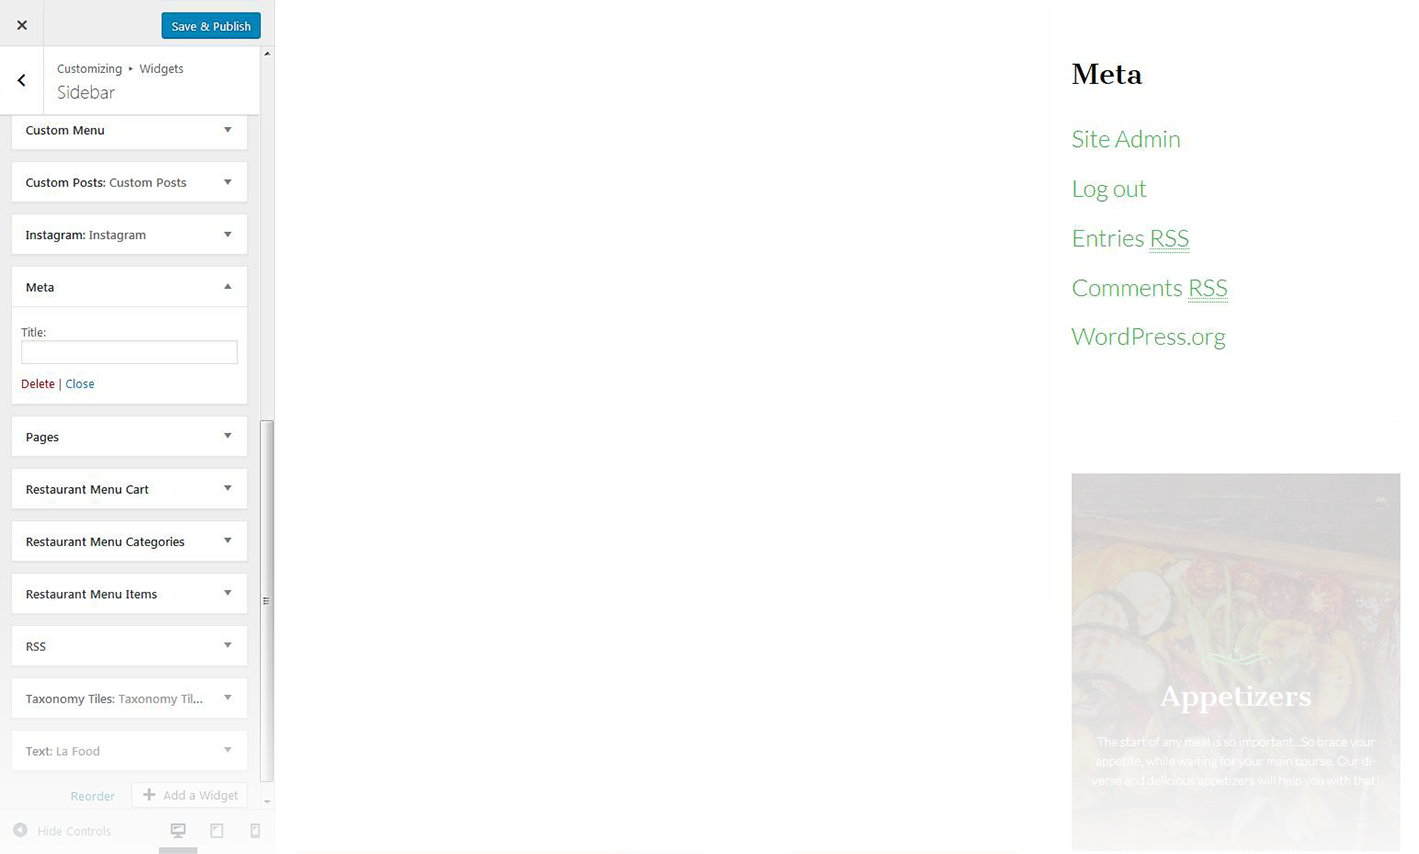 Save & Publish
Customizing ▸ Widgets
Sidebar
Custom Menu
Custom Posts: Custom Posts
Instagram: Instagram
Meta
Title:
Delete | Close
Pages
Restaurant Menu Cart
Restaurant Menu Categories
Restaurant Menu Items
RSS
Taxonomy Tiles: Taxonomy Til...
Text: La Food
Reorder
Add a Widget
Hide Controls
Meta
Site Admin
Log out
Entries RSS
Comments RSS
WordPress.org
Appetizers
The start of any meal is so important...So brace your
appetite, while waiting for your main course. Our di-
verse and delicious appetizers will help you with that!